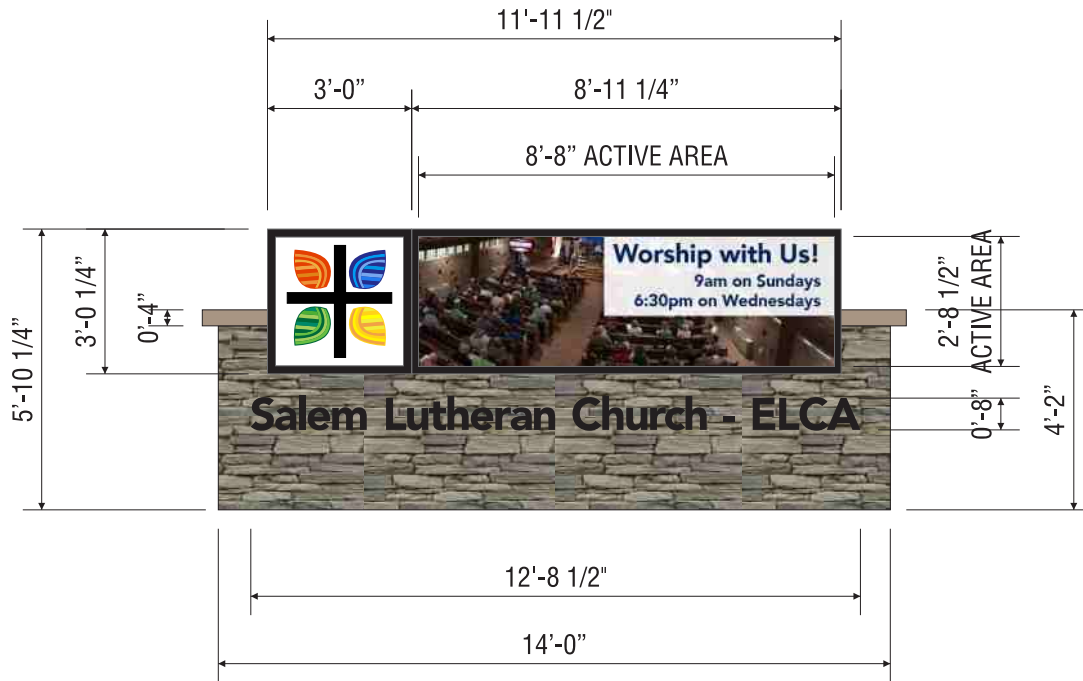 11'-11 1/2"
3’-0”
8’-11 1/4”
8’-8” ACTIVE AREA
5’-10 1/4”
3’-0 1/4”
0’-4”
Worship with Us!
9am on Sundays
6:30pm on Wednesdays
2’-8 1/2”
ACTIVE AREA
0’-8”
4’-2”
Salem Lutheran Church - ELCA
12'-8 1/2"
14’-0”